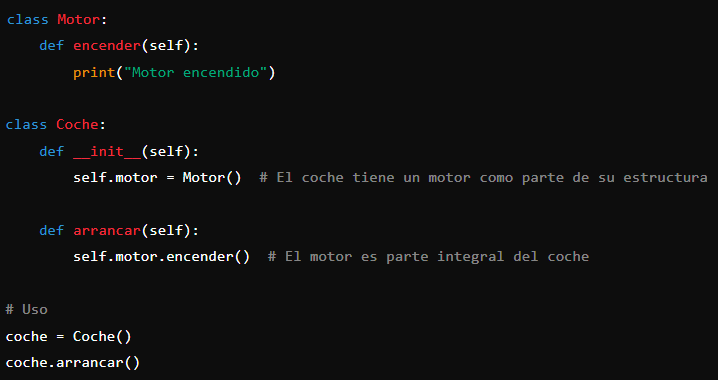 class Motor:
    def encender(self):
        print("Motor encendido")

class Coche:
    def __init__(self):
        self.motor = Motor()  # El coche tiene un motor como parte de su estructura

    def arrancar(self):
        self.motor.encender()  # El motor es parte integral del coche

# Uso
coche = Coche()
coche.arrancar()